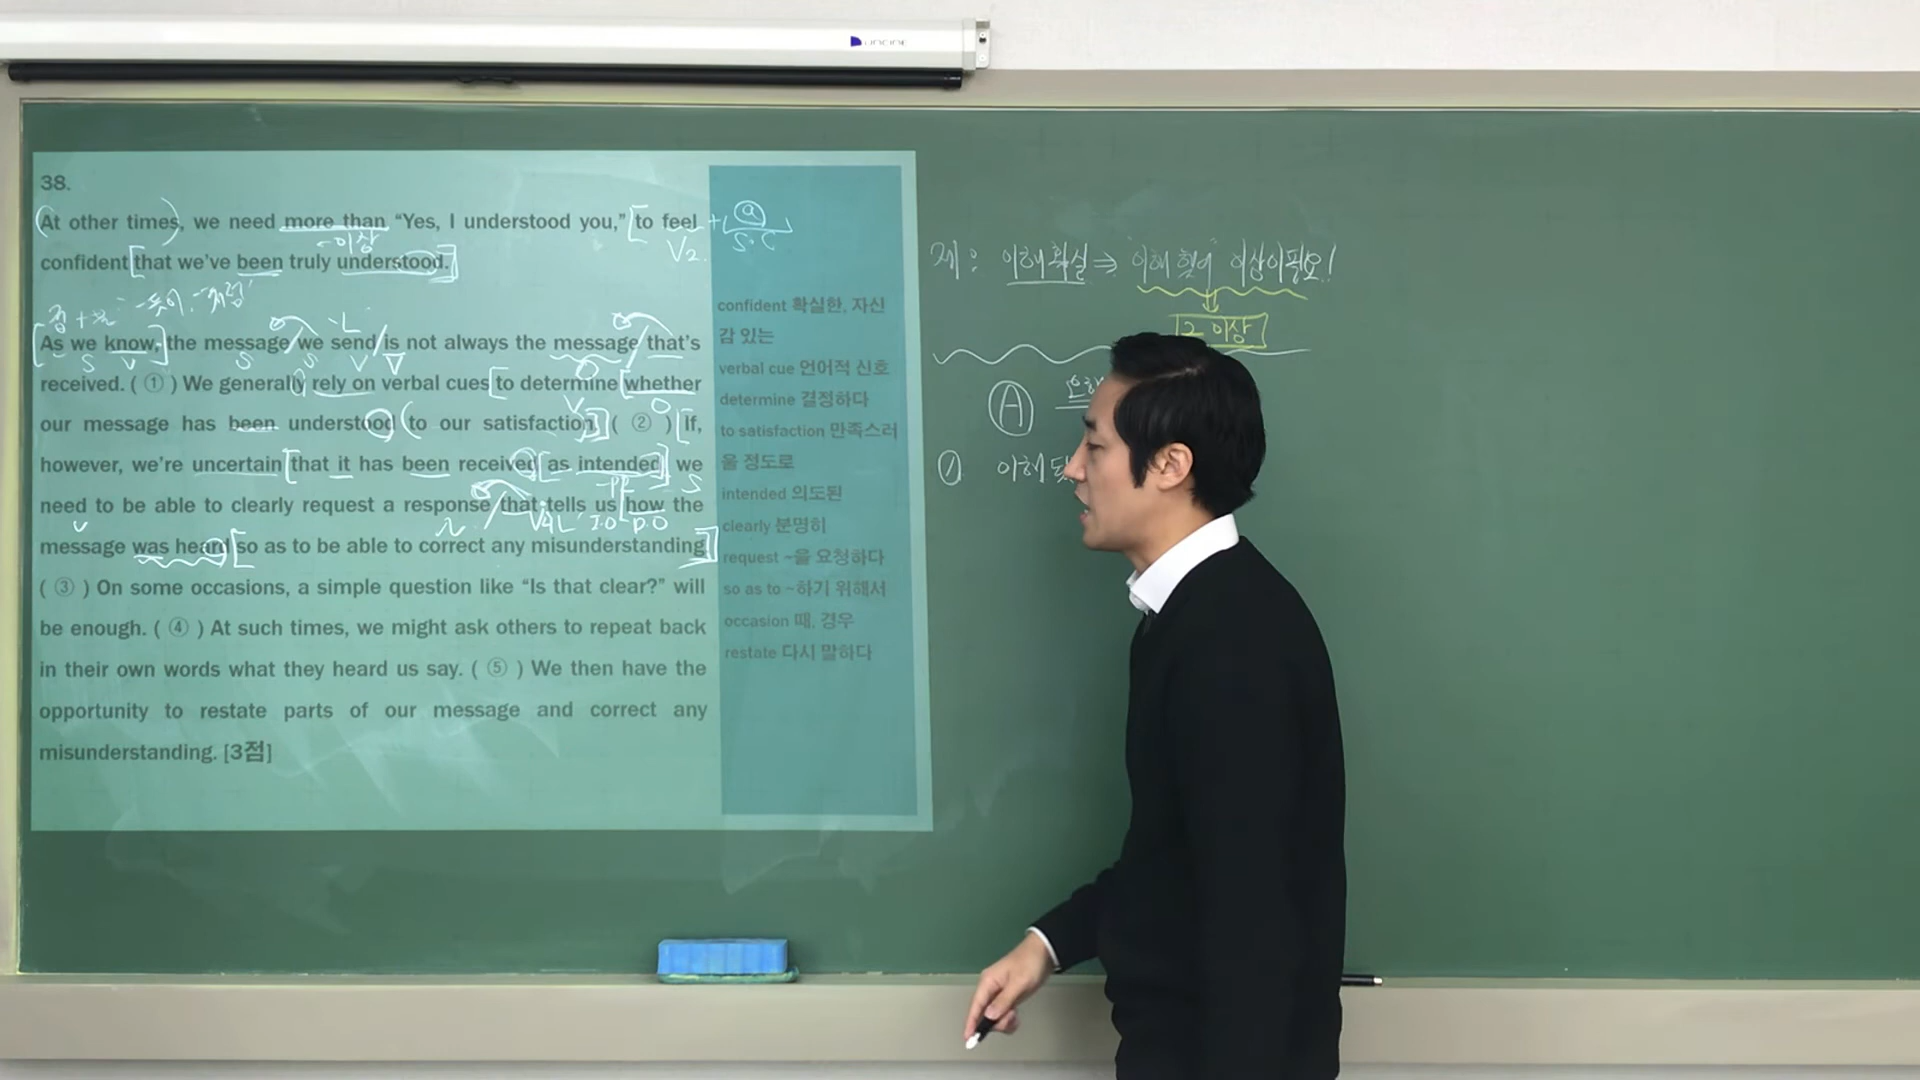 38.
At other times, we need more than “Yes, I understood you,” to feel
confident that we’ve been truly understood.
As we know, the message we send is not always the message that’s
received. ( ① ) We generally rely on verbal cues to determine whether
our message has been understood to our satisfaction. ( ② ) If,
however, we’re uncertain that it has been received as intended, we
need to be able to clearly request a response that tells us how the
message was heard so as to be able to correct any misunderstanding.
( ③ ) On some occasions, a simple question like “Is that clear?” will
be enough. ( ④ ) At such times, we might ask others to repeat back
in their own words what they heard us say. ( ⑤ ) We then have the
opportunity to restate parts of our message and correct any
misunderstanding. [3점]
confident 확실한, 자신
감 있는
verbal cue 언어적 신호
determine 결정하다
to satisfaction 만족스러
울 정도로
intended 의도된
clearly 분명히
request ~을 요청하다
so as to ~하기 위해서
occasion 때, 경우
restate 다시 말하다
+ ⓐ
S·C
V2.
~이상
S V S S V V
V O
S
V I.O D.O
제: 이해 확실 ⇒ "이해 했어" 이상이 필요!
그 이상
Ⓐ
① 이해